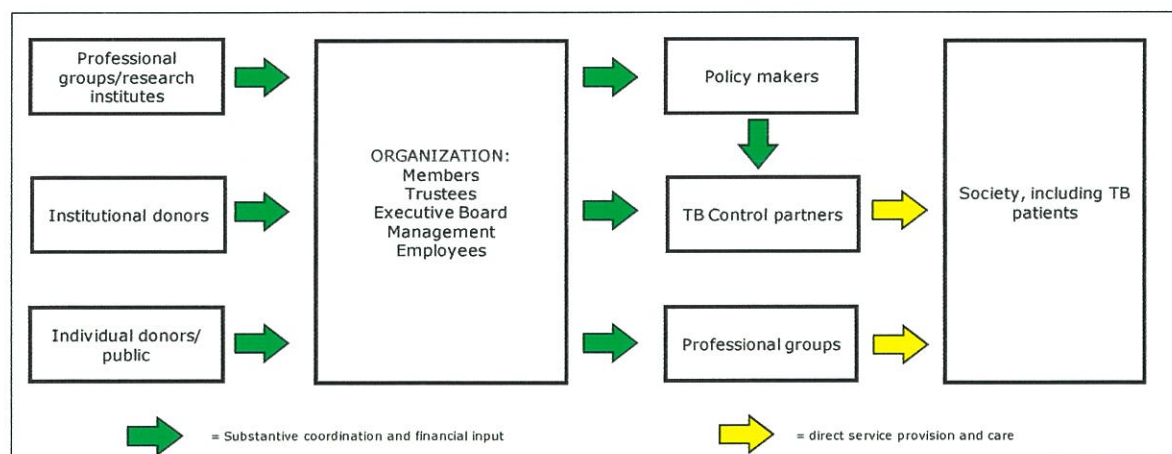 Professional
groups/research
institutes
Institutional donors
Individual donors/
public
ORGANIZATION:
Members
Trustees
Executive Board
Management
Employees
Policy makers
TB Control partners
Professional groups
Society, including TB
patients
= Substantive coordination and financial input
= direct service provision and care